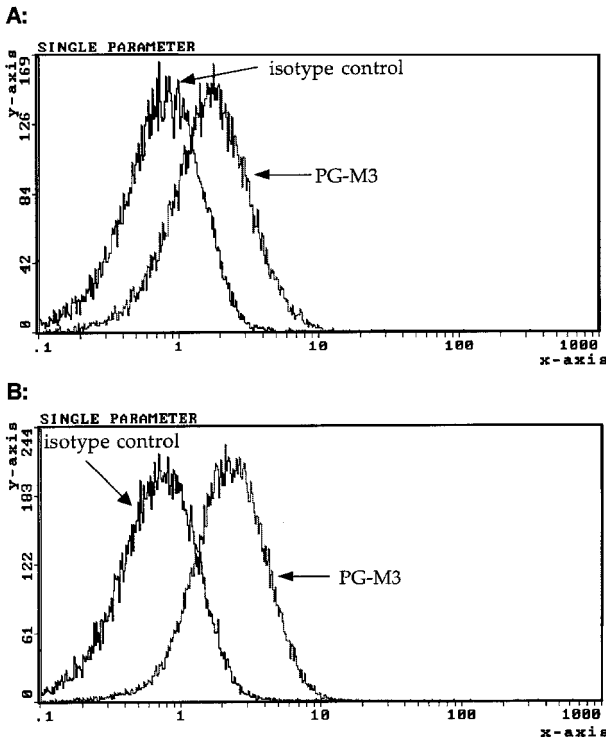 A:
SINGLE PARAMETER
isotype control
PG-M3
y-axis
169
126
84
42
0
.1 1 10 100 1000
x-axis
B:
SINGLE PARAMETER
isotype control
PG-M3
y-axis
244
183
122
61
0
.1 1 10 100 1000
x-axis